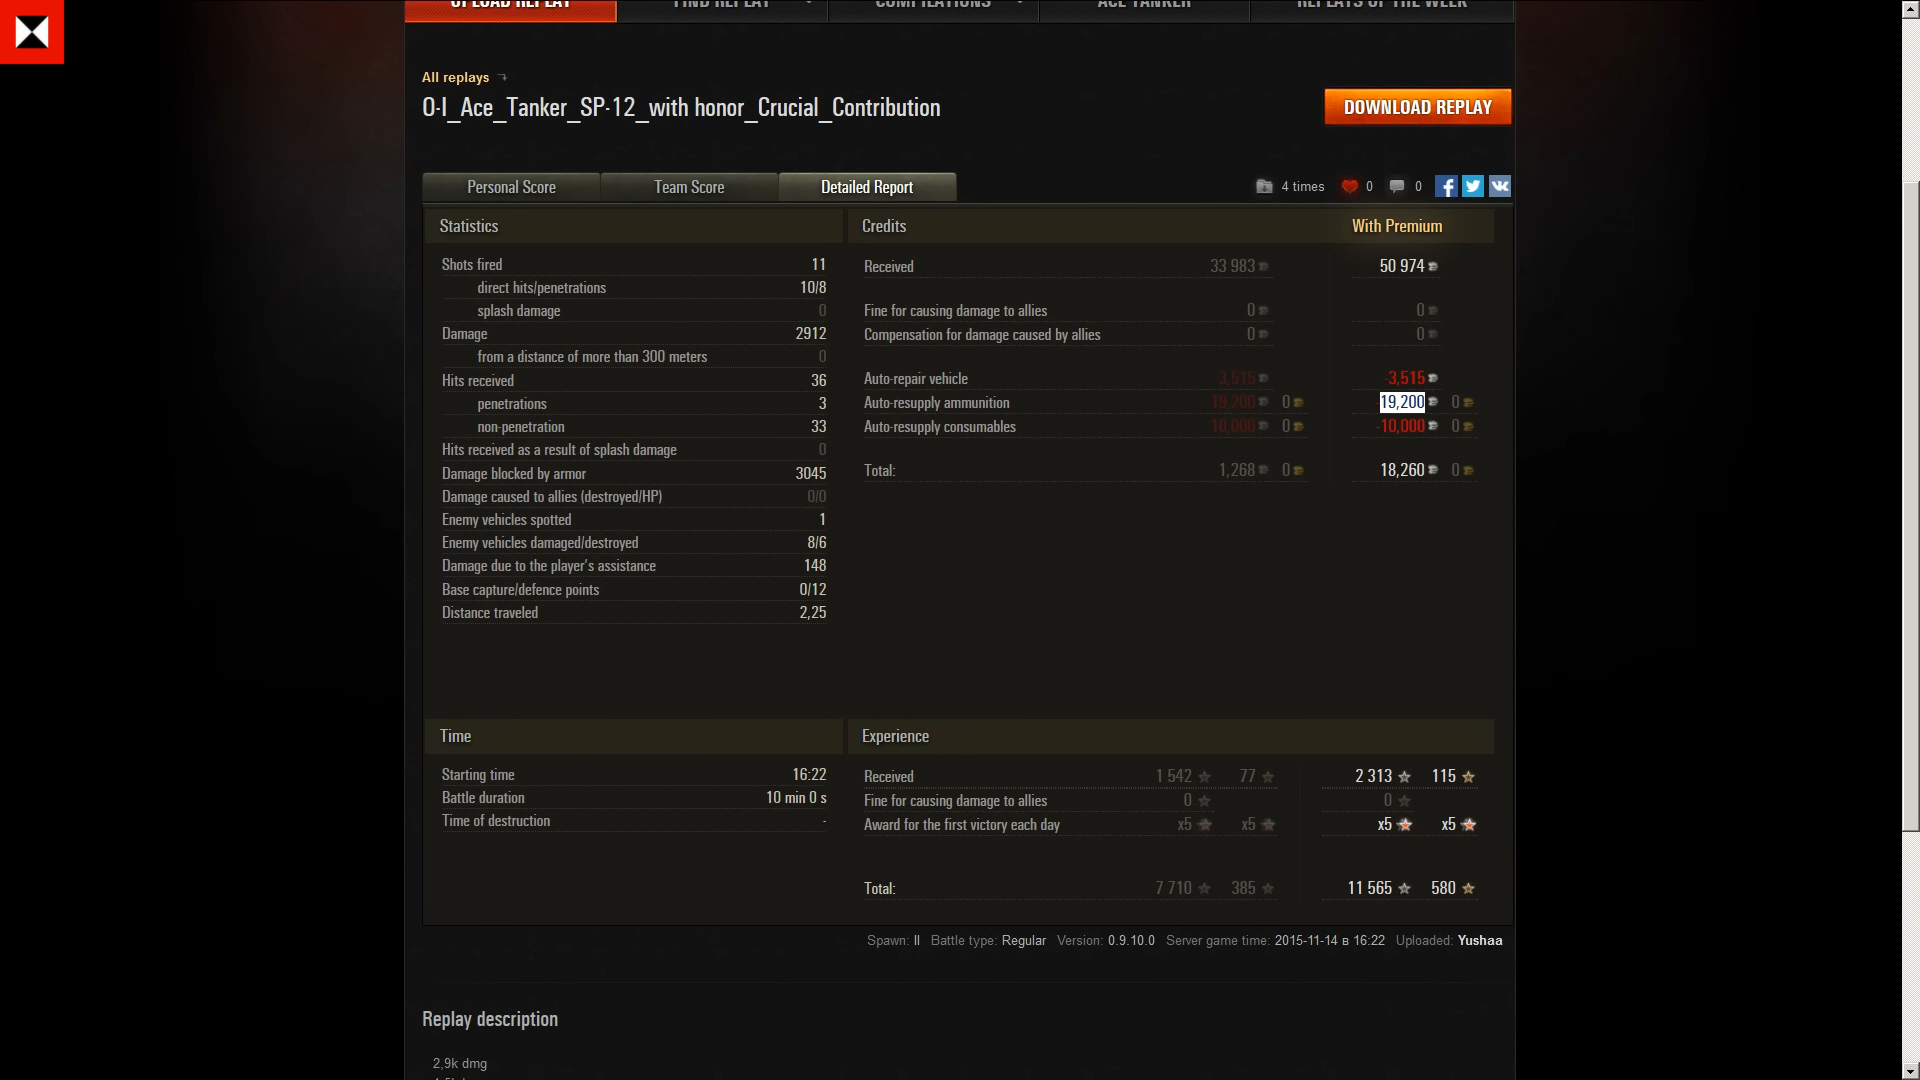 UPLOAD REPLAY FIND REPLAY COMPILATIONS ACE TANKER REPLAYS OF THE WEEK
All replays
O-I_Ace_Tanker_SP-12_with honor_Crucial_Contribution
DOWNLOAD REPLAY
Personal Score Team Score Detailed Report
4 times 0 0
Statistics
Shots fired 11
direct hits/penetrations 10/8
splash damage 0
Damage 2912
from a distance of more than 300 meters 0
Hits received 36
penetrations 3
non-penetration 33
Hits received as a result of splash damage 0
Damage blocked by armor 3045
Damage caused to allies (destroyed/HP) 0/0
Enemy vehicles spotted 1
Enemy vehicles damaged/destroyed 8/6
Damage due to the player's assistance 148
Base capture/defence points 0/12
Distance traveled 2,25
Credits With Premium
Received 33 983 50 974
Fine for causing damage to allies 0 0
Compensation for damage caused by allies 0 0
Auto-repair vehicle -3,515 -3,515
Auto-resupply ammunition -19,200 0 -19,200 0
Auto-resupply consumables -10,000 0 -10,000 0
Total: 1,268 0 18,260 0
Time
Starting time 16:22
Battle duration 10 min 0 s
Time of destruction -
Experience
Received 1 542 77 2 313 115
Fine for causing damage to allies 0 0
Award for the first victory each day x5 x5 x5 x5
Total: 7 710 385 11 565 580
Spawn: II Battle type: Regular Version: 0.9.10.0 Server game time: 2015-11-14 в 16:22 Uploaded: Yushaa
Replay description
2,9k dmg